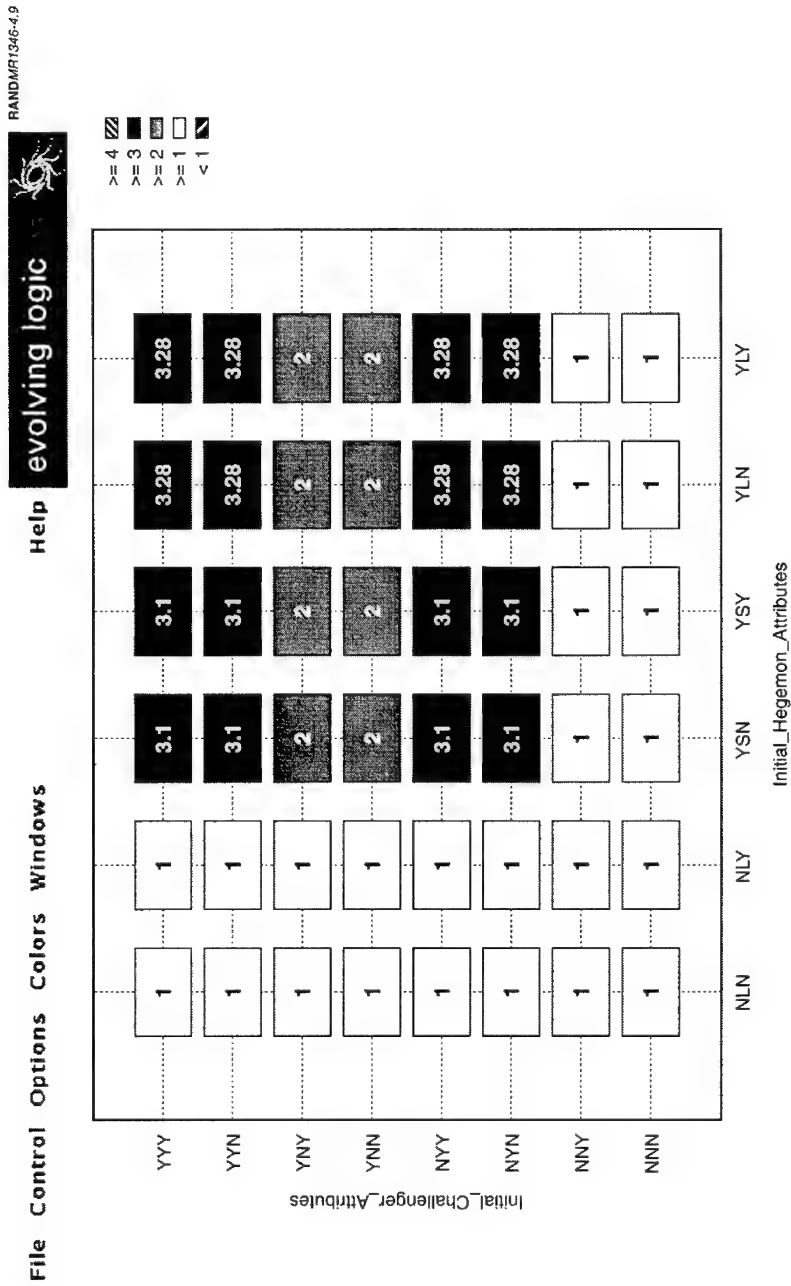 RANDMR1346-4.9
File Control Options Colors Windows Help evolving logic
>= 4
>= 3
>= 2
>= 1
< 1
Initial_Challenger_Attributes
YYY 1 1 3.1 3.1 3.28 3.28
YYN 1 1 3.1 3.1 3.28 3.28
YNY 1 1 2 2 2 2
YNN 1 1 2 2 2 2
NYY 1 1 3.1 3.1 3.28 3.28
NYN 1 1 3.1 3.1 3.28 3.28
NNY 1 1 1 1 1 1
NNN 1 1 1 1 1 1
NLN NLY YSN YSY YLN YLY
Initial_Hegemon_Attributes